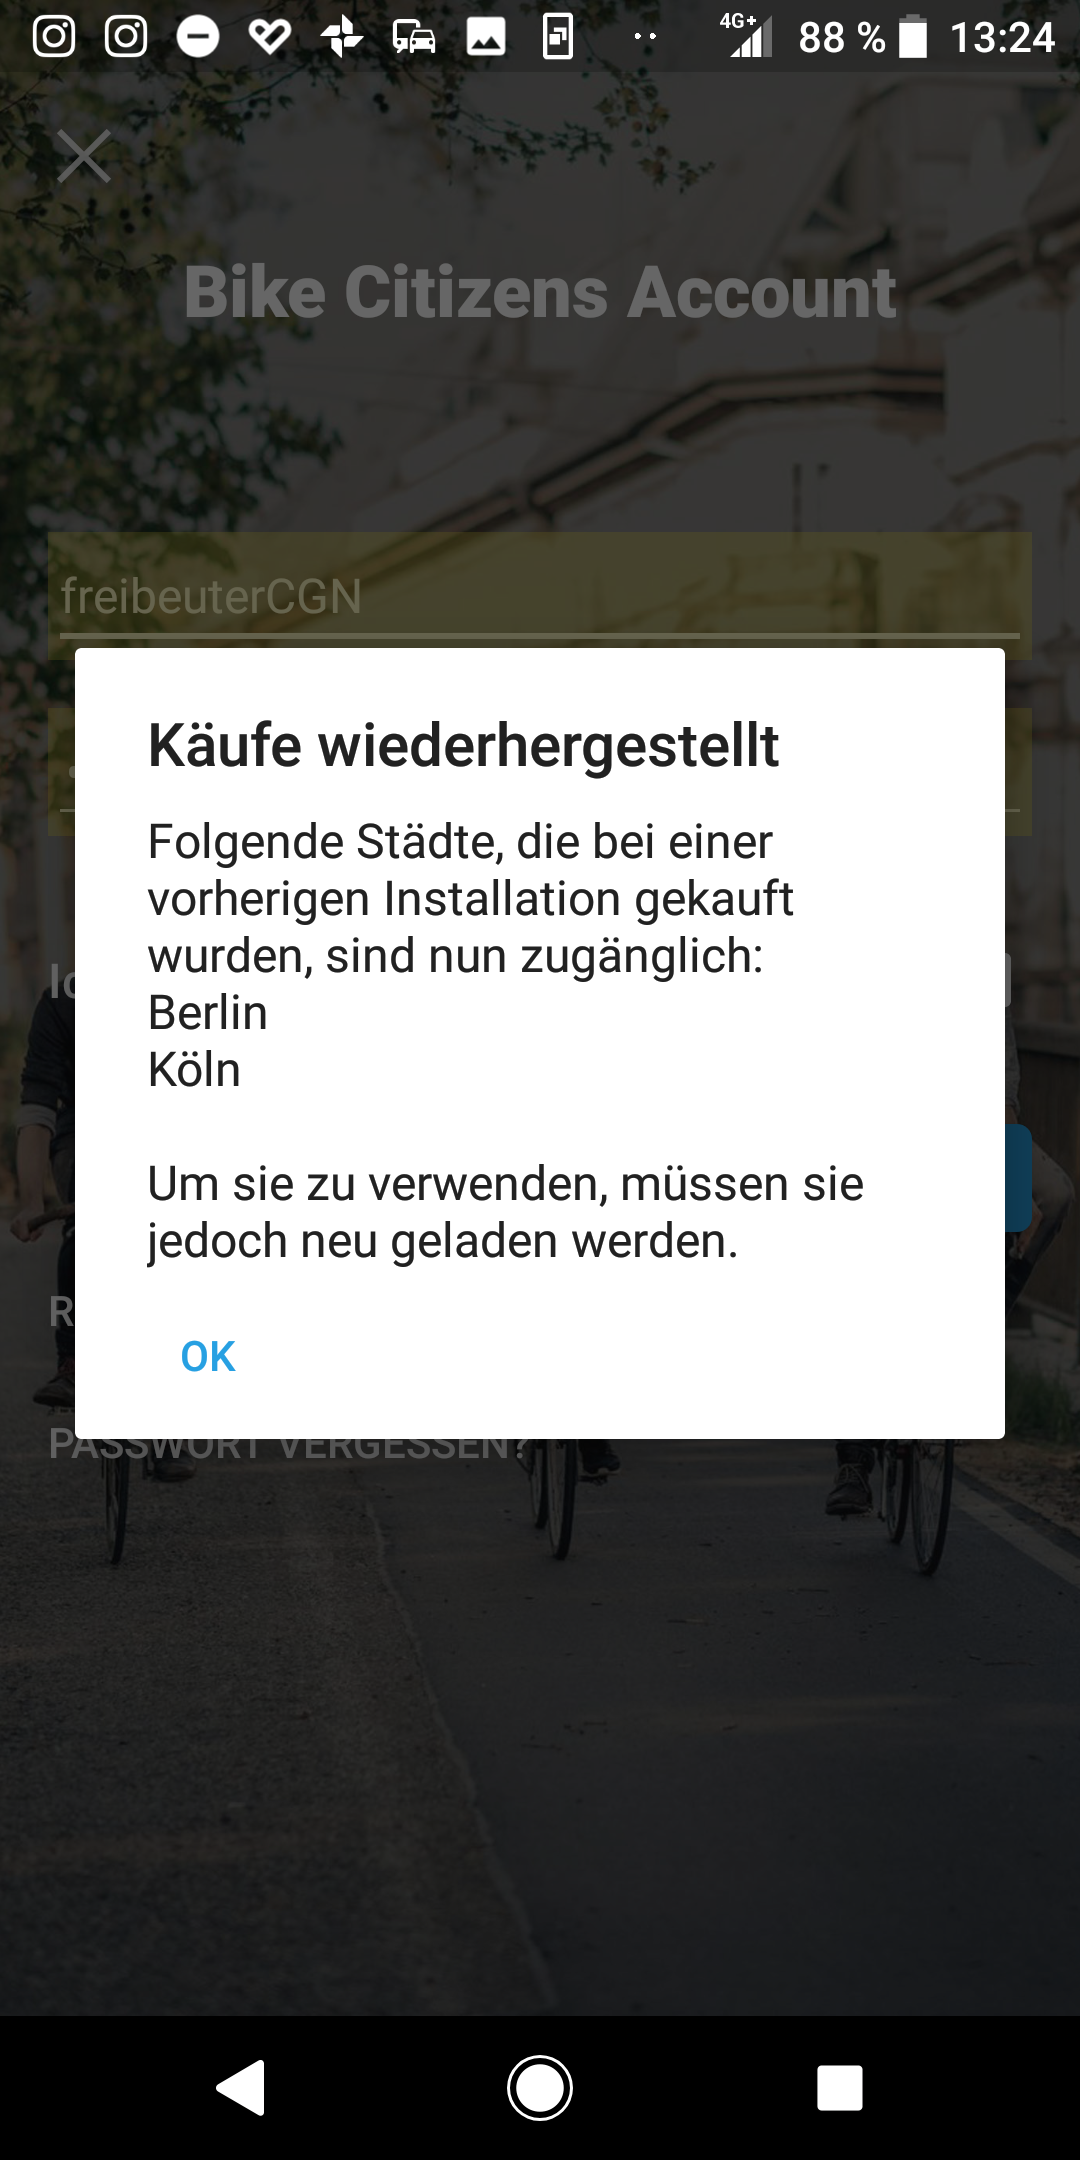 4G+ 88 % 13:24
Bike Citizens Account
freibeuterCGN
Käufe wiederhergestellt
Folgende Städte, die bei einer
vorherigen Installation gekauft
wurden, sind nun zugänglich:
Berlin
Köln
Um sie zu verwenden, müssen sie
jedoch neu geladen werden.
OK
PASSWORT VERGESSEN?